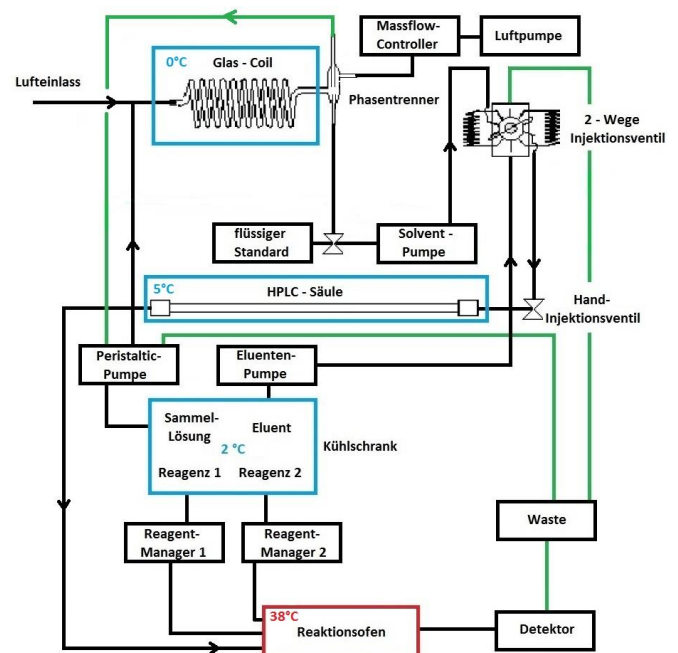 Massflow-
Controller
Luftpumpe
0°C
Glas - Coil
Lufteinlass
Phasentrenner
2 - Wege
Injektionsventil
flüssiger
Standard
Solvent -
Pumpe
5°C
HPLC - Säule
Hand-
Injektionsventil
Peristaltic-
Pumpe
Eluenten-
Pumpe
Sammel-
Lösung
Eluent
2 °C
Kühlschrank
Reagenz 1
Reagenz 2
Waste
Reagent-
Manager 1
Reagent-
Manager 2
38°C
Reaktionsofen
Detektor